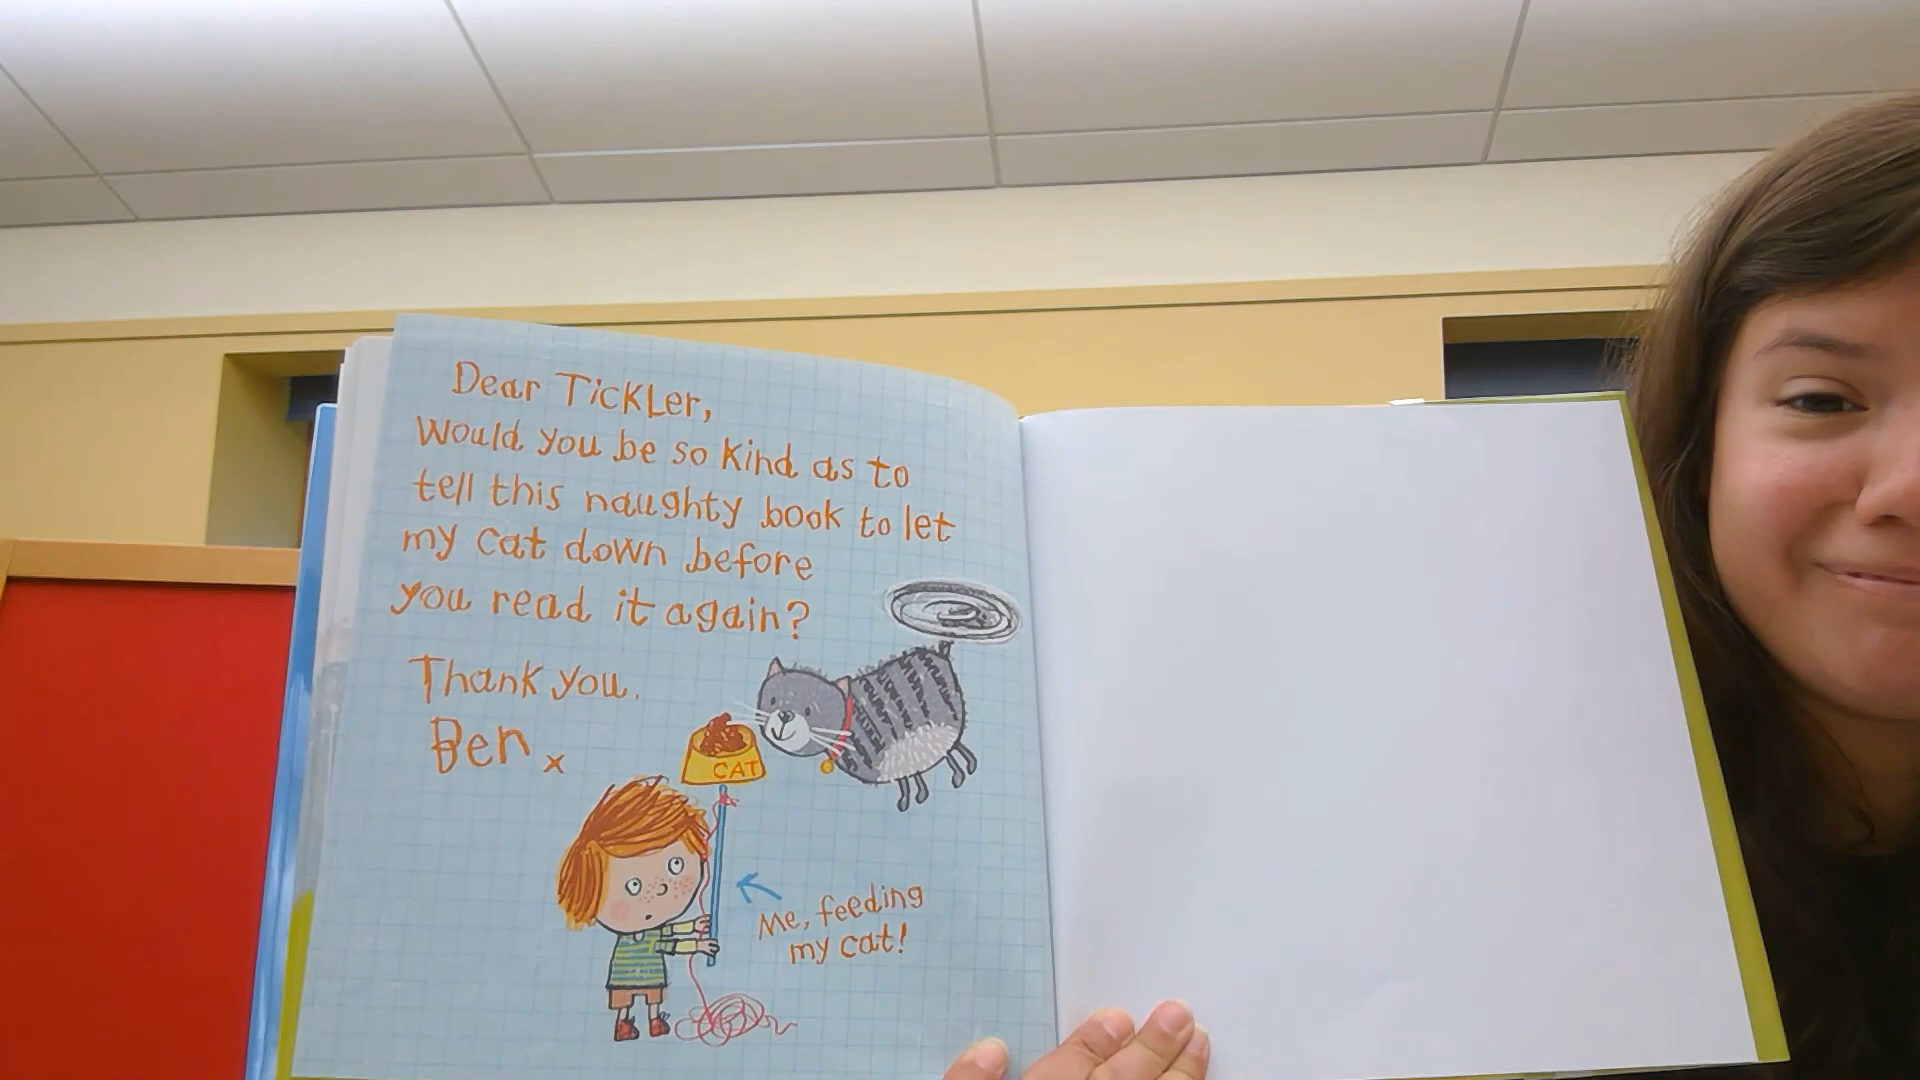 Dear Tickler,
Would you be so kind as to
tell this naughty book to let
my cat down before
you read it again?
Thank you.
Ben x
CAT
Me, feeding
my cat!